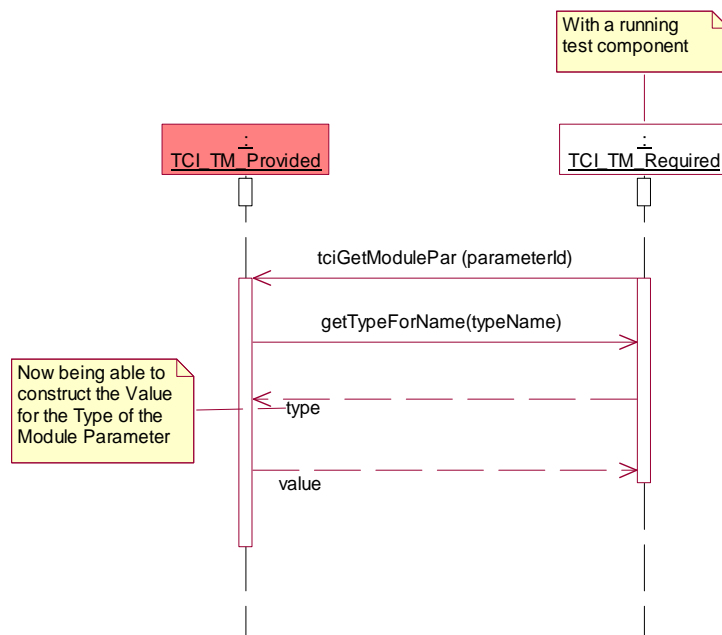 With a running
test component
:
TCI_TM_Provided
:
TCI_TM_Required
tciGetModulePar (parameterId)
getTypeForName(typeName)
Now being able to
construct the Value
for the Type of the
Module Parameter
type
value